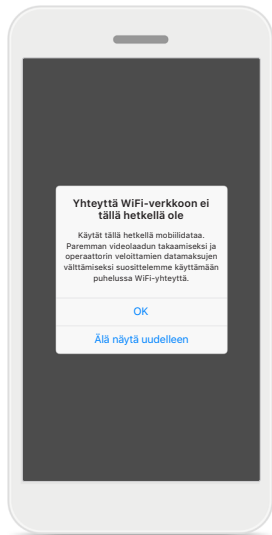 Yhteyttä WiFi-verkkoon ei
tällä hetkellä ole
Käytät tällä hetkellä mobiilidataa.
Paremman videolaadun takaamiseksi ja
operaattorin veloittamien datamaksujen
välttämiseksi suosittelemme käyttämään
puhelussa WiFi-yhteyttä.
OK
Älä näytä uudelleen